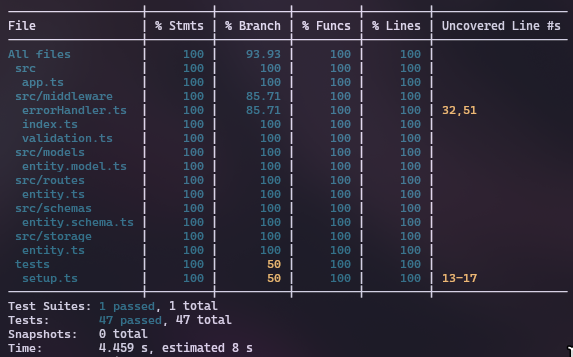 File | % Stmts | % Branch | % Funcs | % Lines | Uncovered Line #s
All files | 100 | 93.93 | 100 | 100 |
src | 100 | 100 | 100 | 100 |
app.ts | 100 | 100 | 100 | 100 |
src/middleware | 100 | 85.71 | 100 | 100 |
errorHandler.ts | 100 | 85.71 | 100 | 100 | 32,51
index.ts | 100 | 100 | 100 | 100 |
validation.ts | 100 | 100 | 100 | 100 |
src/models | 100 | 100 | 100 | 100 |
entity.model.ts | 100 | 100 | 100 | 100 |
src/routes | 100 | 100 | 100 | 100 |
entity.ts | 100 | 100 | 100 | 100 |
src/schemas | 100 | 100 | 100 | 100 |
entity.schema.ts | 100 | 100 | 100 | 100 |
src/storage | 100 | 100 | 100 | 100 |
entity.ts | 100 | 100 | 100 | 100 |
tests | 100 | 50 | 100 | 100 |
setup.ts | 100 | 50 | 100 | 100 | 13-17
Test Suites: 1 passed, 1 total
Tests: 47 passed, 47 total
Snapshots: 0 total
Time: 4.459 s, estimated 8 s